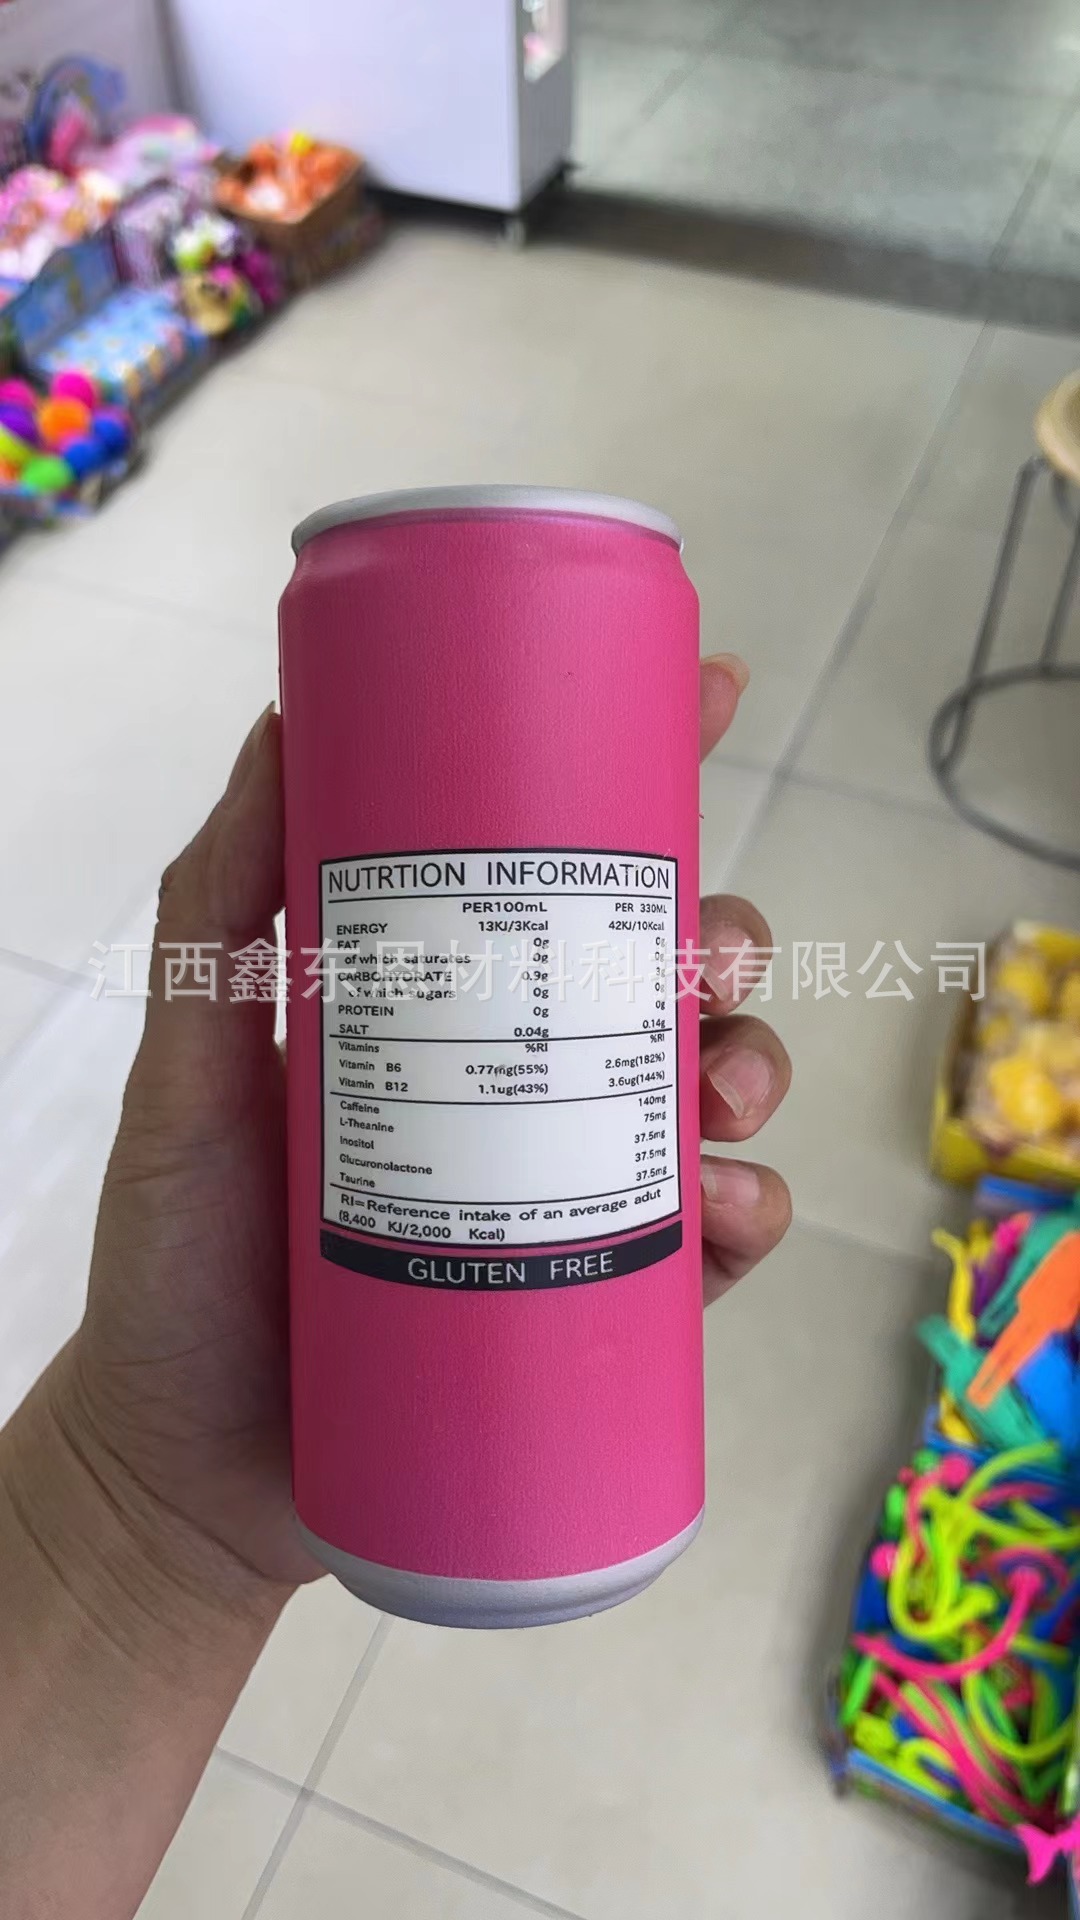 NUTRTION INFORMATiON
PER100mL PER 330ML
ENERGY 13KJ/3Kcal 42KJ/10Kcal
FAT 0g 0g
of which saturates 0g 0g
CARBOHYDRATE 0.9g 3g
of which sugars 0g 0g
PROTEIN 0g 0g
SALT 0.04g 0.14g
Vitamins %RI %RI
Vitamin B6 0.77mg(55%) 2.6mg(182%)
Vitamin B12 1.1ug(43%) 3.6ug(144%)
Caffeine 140mg
L-Theanine 75mg
Inositol 37.5mg
Glucuronolactone 37.5mg
Taurine 37.5mg
RI=Reference intake of an average adut
(8,400 KJ/2,000 Kcal)
GLUTEN FREE
江西鑫东恩材料科技有限公司